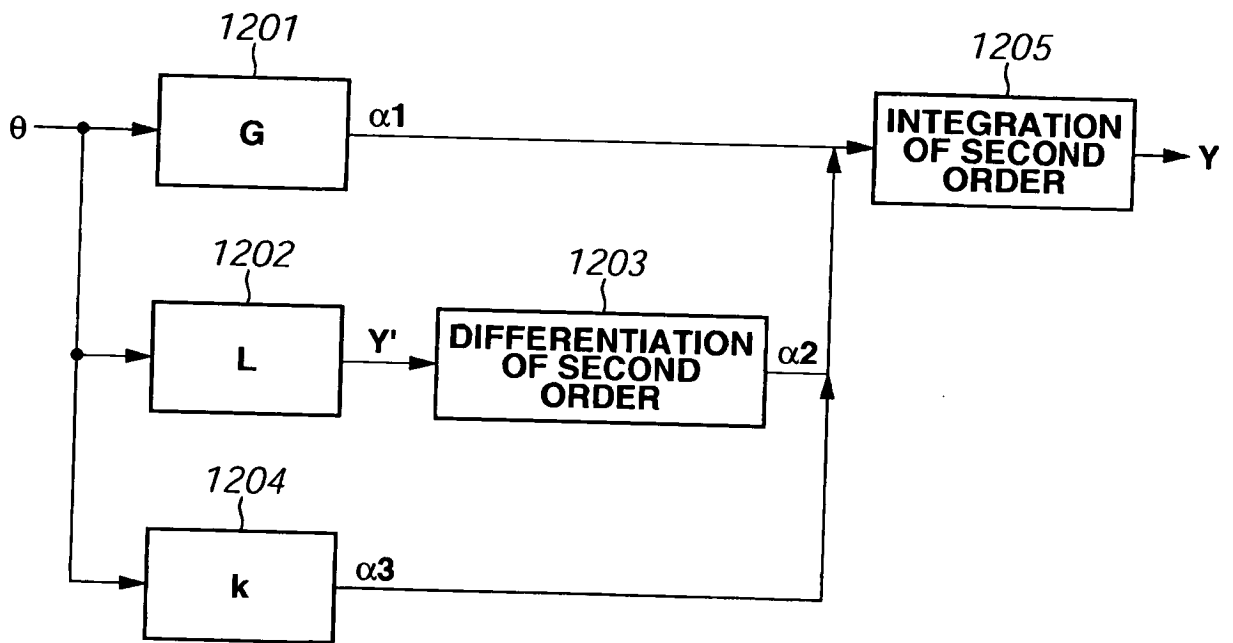 1201
1205
θ
G
α1
INTEGRATION
OF SECOND
ORDER
Y
1202
1203
L
Y'
DIFFERENTIATION
OF SECOND
ORDER
α2
1204
k
α3